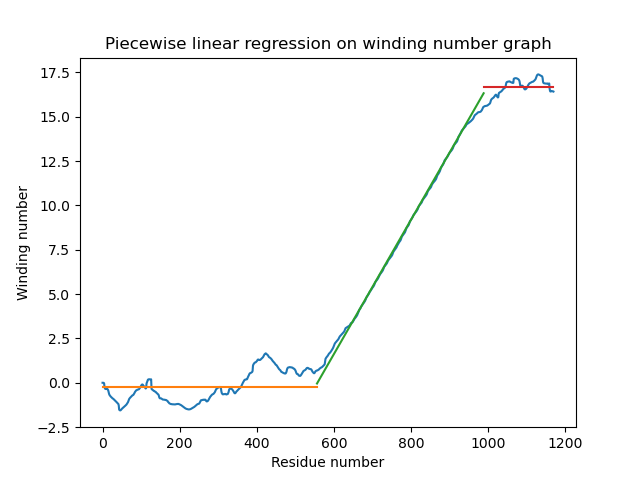 Piecewise linear regression on winding number graph
Winding number
17.5
15.0
12.5
10.0
7.5
5.0
2.5
0.0
−2.5
0 200 400 600 800 1000 1200
Residue number